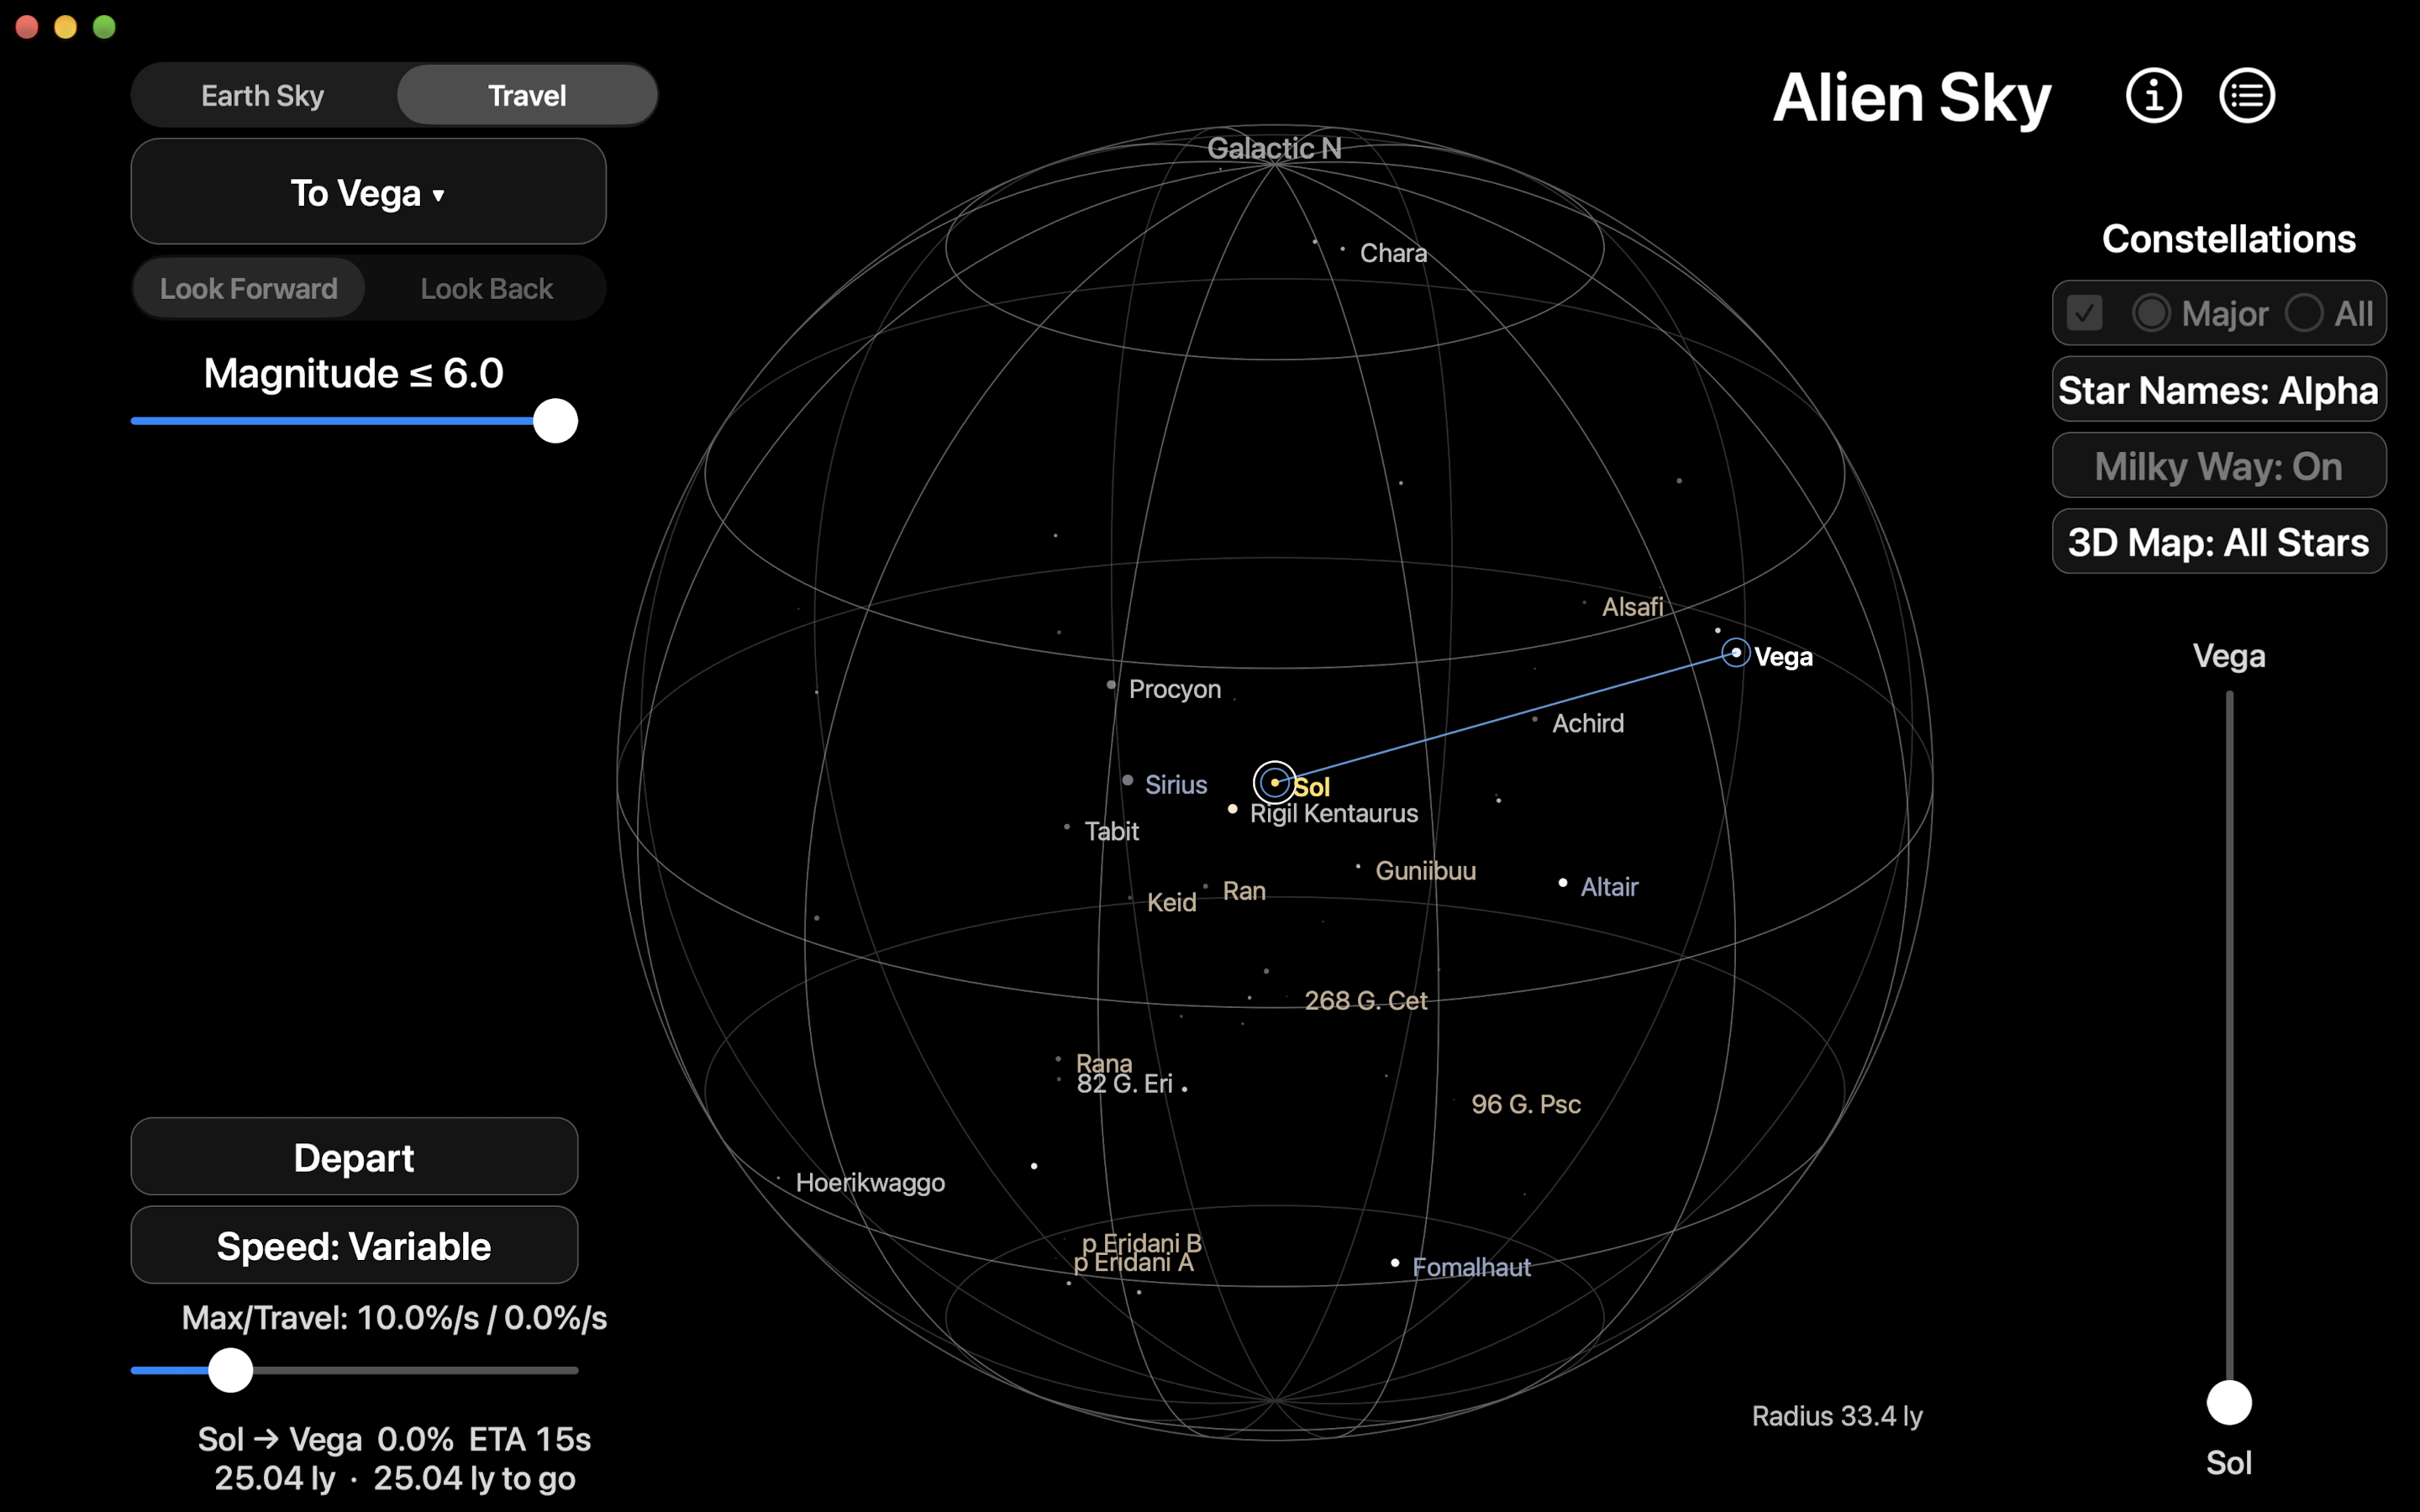 Earth Sky Travel
Alien Sky
To Vega ▾
Look Forward Look Back
Magnitude ≤ 6.0
Galactic N
Chara
Constellations
Major All
Star Names: Alpha
Milky Way: On
3D Map: All Stars
Alsafi
Vega
Procyon
Achird
Sirius
Sol
Rigil Kentaurus
Tabit
Guniibuu
Altair
Ran
Keid
268 G. Cet
Rana
82 G. Eri
96 G. Psc
Hoerikwaggo
p Eridani B
p Eridani A
Fomalhaut
Radius 33.4 ly
Vega
Sol
Depart
Speed: Variable
Max/Travel: 10.0%/s / 0.0%/s
Sol → Vega 0.0% ETA 15s
25.04 ly · 25.04 ly to go